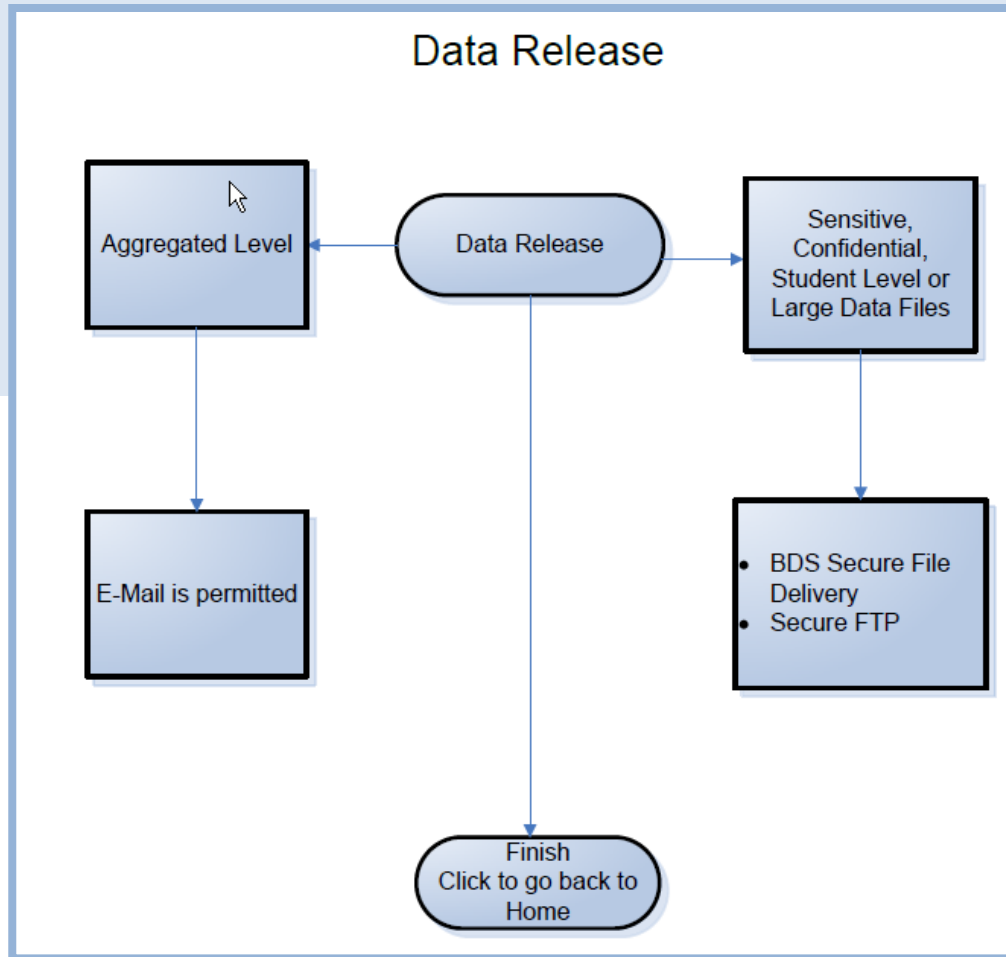 Data Release
Aggregated Level
Data Release
Sensitive,
Confidential,
Student Level or
Large Data Files
E-Mail is permitted
• BDS Secure File
Delivery
• Secure FTP
Finish
Click to go back to
Home